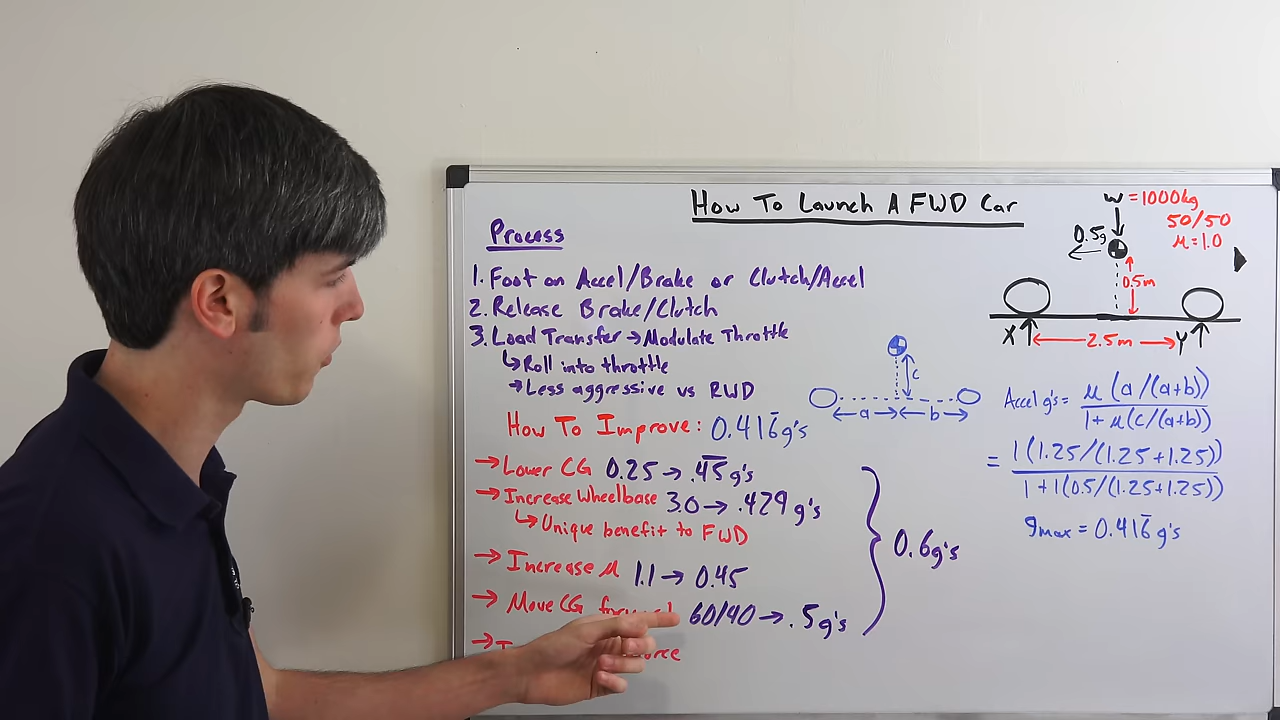 How To Launch A FWD Car
Process
1. Foot on Accel/Brake or Clutch/Accel
2. Release Brake/Clutch
3. Load Transfer → Modulate Throttle
↳ Roll into throttle
→ Less aggressive vs RWD
How To Improve: 0.416̅ g's
→ Lower CG 0.25 → .4̅5̅ g's
→ Increase Wheelbase 3.0 → .429 g's
↳ Unique benefit to FWD
→ Increase μ 1.1 → 0.45
→ Move CG 60/40 → .5 g's
0.6 g's
W = 1000kg
50/50
μ = 1.0
0.5g
0.5m
X 2.5m Y
c
a b
Accel g's = μ (a/(a+b)) / 1 + μ(c/(a+b))
= 1(1.25/(1.25+1.25)) / 1+1(0.5/(1.25+1.25))
gmax = 0.416̅ g's